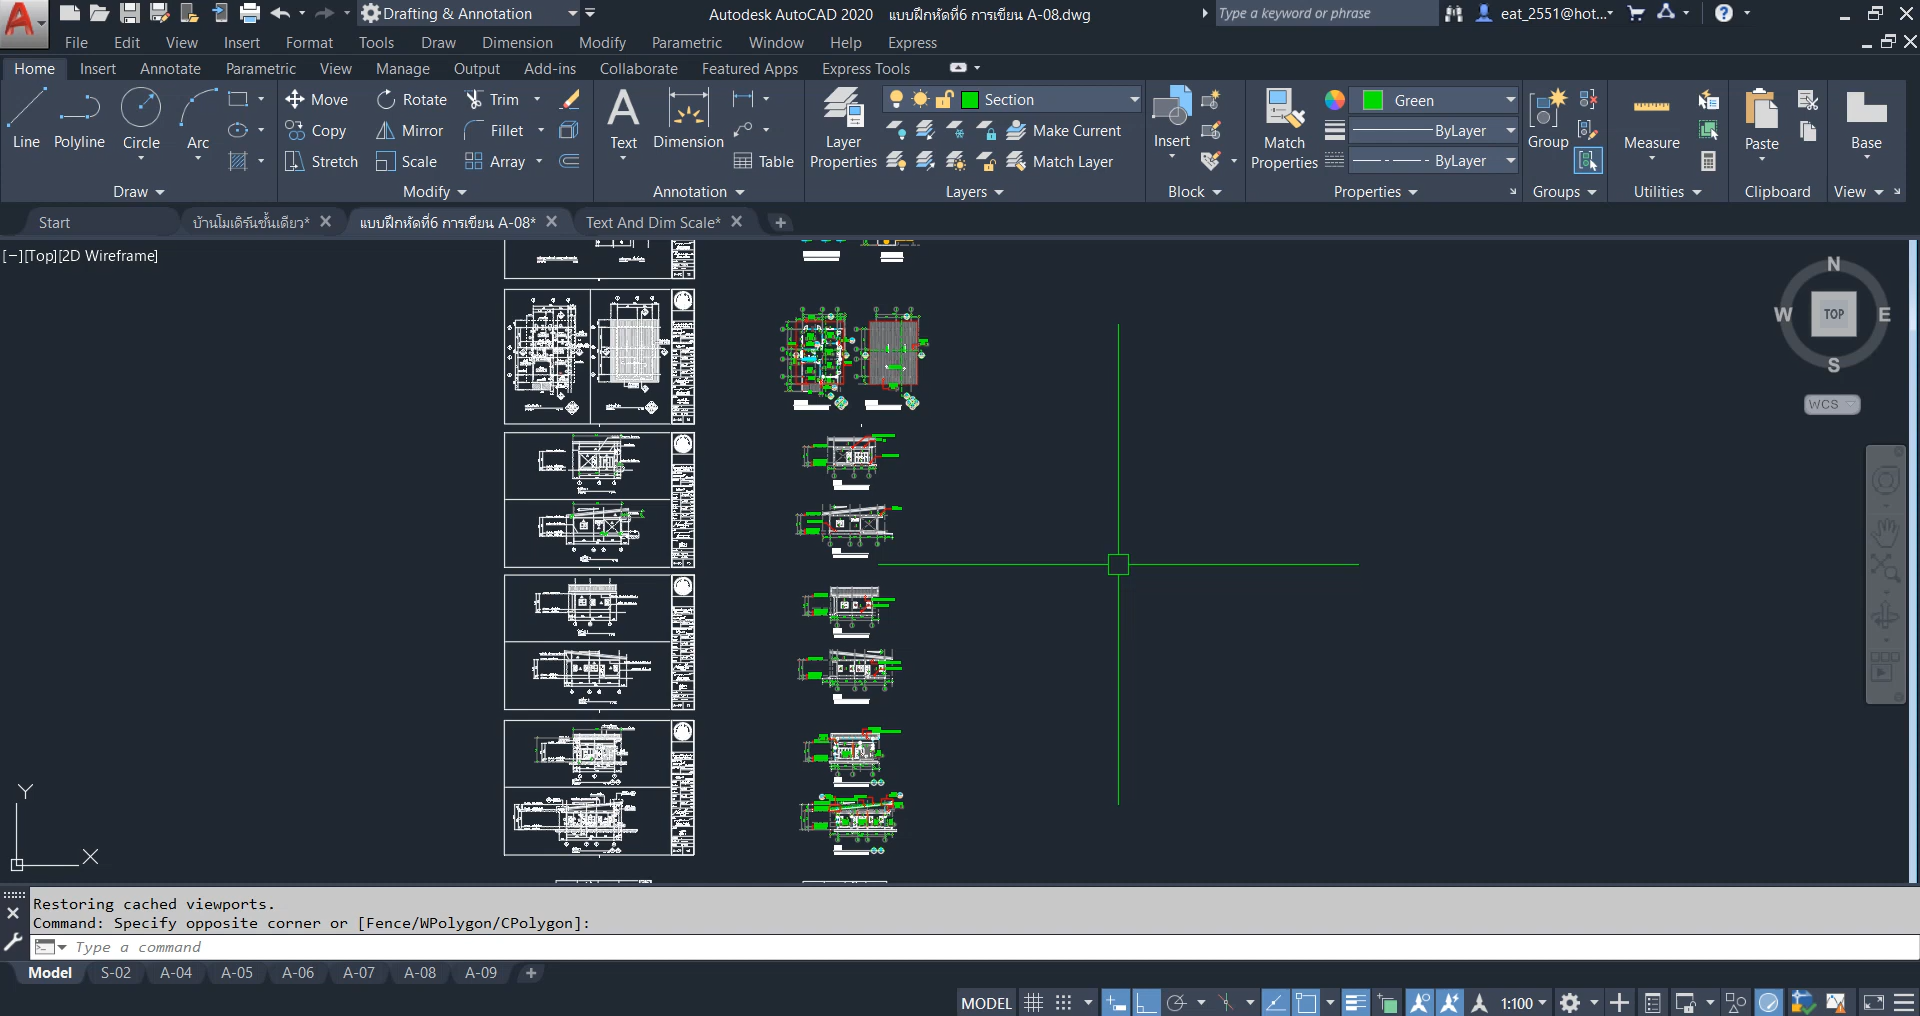 Drafting & Annotation
Autodesk AutoCAD 2020 แบบฝึกหัดที่6 การเขียน A-08.dwg
Type a keyword or phrase
eat_2551@hot...
File Edit View Insert Format Tools Draw Dimension Modify Parametric Window Help Express
Home Insert Annotate Parametric View Manage Output Add-ins Collaborate Featured Apps Express Tools
Line Polyline Circle Arc
Draw
Move Rotate Trim
Copy Mirror Fillet
Stretch Scale Array
Modify
Text Dimension Table
Annotation
Layer Properties
Section
Make Current
Match Layer
Layers
Insert
Block
Match Properties
Green
ByLayer
ByLayer
Properties
Group
Groups
Measure
Utilities
Paste
Clipboard
Base
View
Start
บ้านโมเดิร์นชั้นเดียว*
แบบฝึกหัดที่6 การเขียน A-08*
Text And Dim Scale*
[−][Top][2D Wireframe]
N
W TOP E
S
WCS
Y
X
Restoring cached viewports.
Command: Specify opposite corner or [Fence/WPolygon/CPolygon]:
Type a command
Model S-02 A-04 A-05 A-06 A-07 A-08 A-09
MODEL
1:100